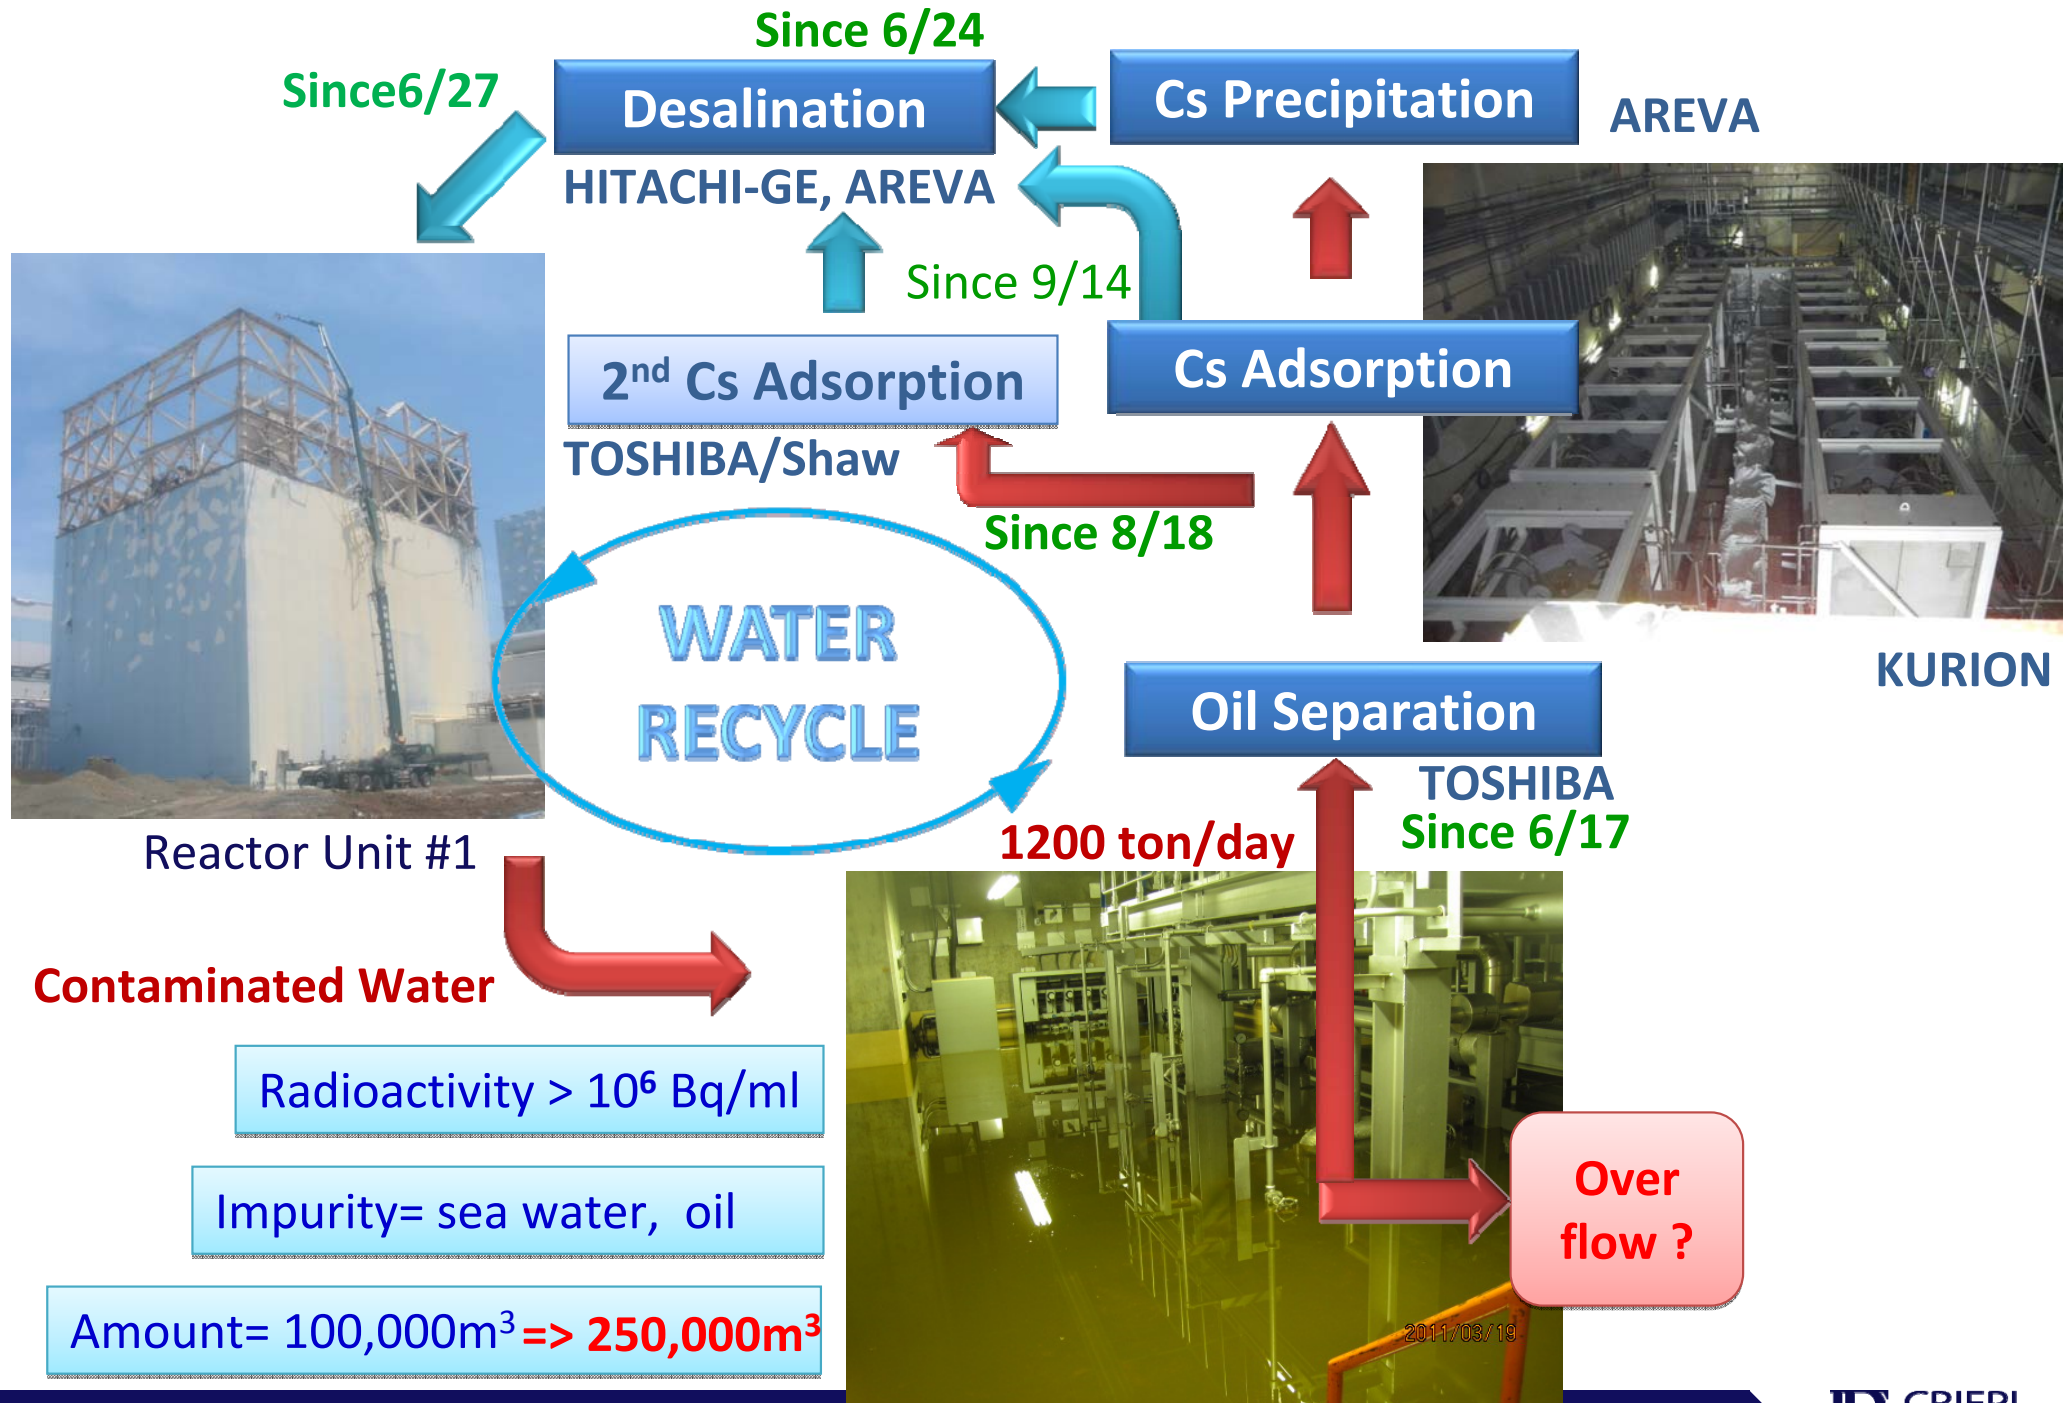 Since 6/24
Since6/27
Desalination
Cs Precipitation
AREVA
HITACHI-GE, AREVA
Since 9/14
2nd Cs Adsorption
Cs Adsorption
TOSHIBA/Shaw
Since 8/18
WATER
RECYCLE
KURION
Oil Separation
TOSHIBA
Since 6/17
1200 ton/day
Reactor Unit #1
Contaminated Water
Radioactivity > 10⁶ Bq/ml
Impurity= sea water, oil
Amount= 100,000m³ => 250,000m³
Over
flow ?
2011/03/19
CRIEPI